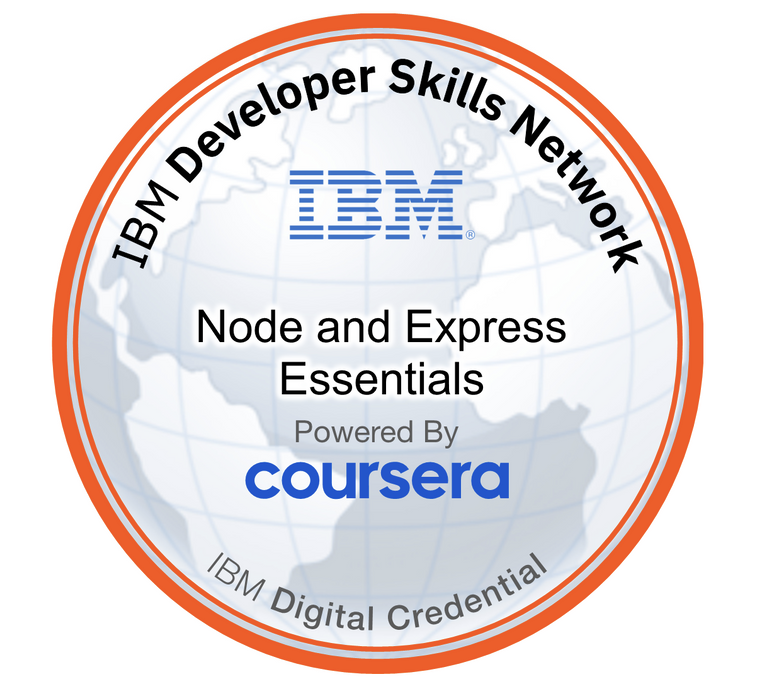 IBM Developer Skills Network
IBM®
Node and Express
Essentials
Powered By
coursera
IBM Digital Credential